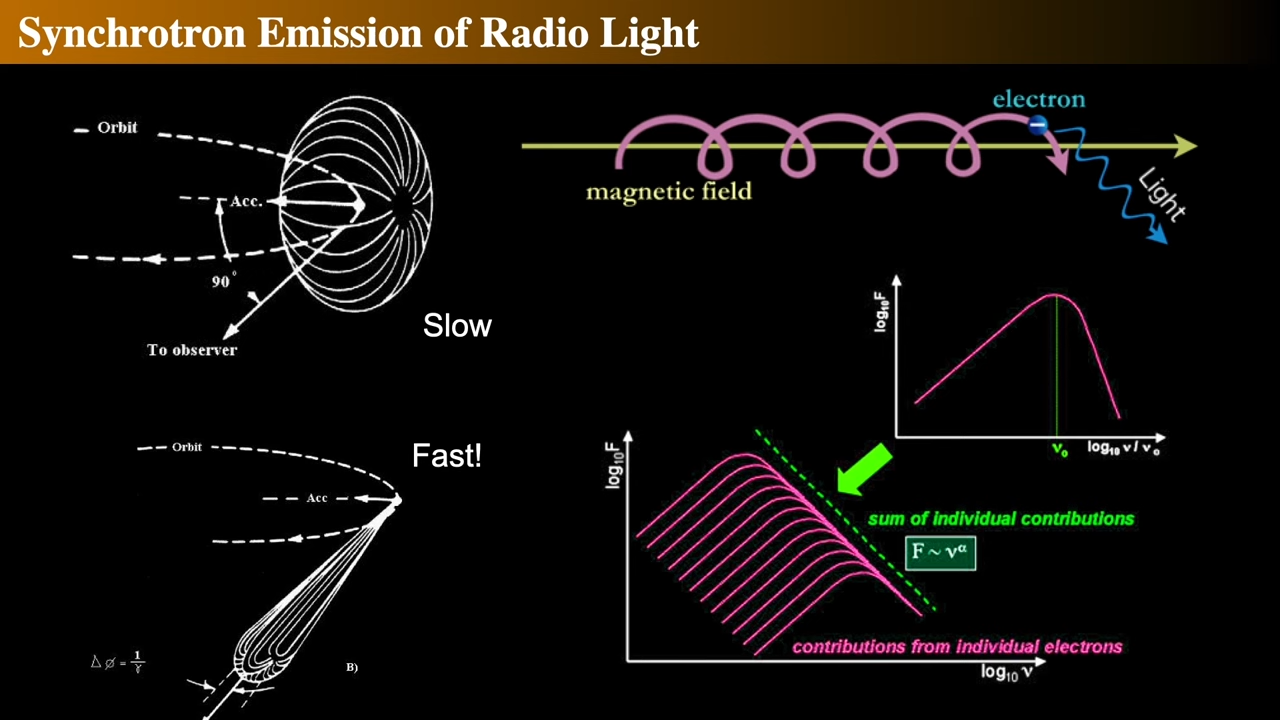 Synchrotron Emission of Radio Light
Orbit
Acc.
90°
To observer
Slow
electron
magnetic field
Light
log₁₀F
ν₀
log₁₀ ν/ν₀
Orbit
Acc
Fast!
Δφ = 1/γ
B)
log₁₀F
sum of individual contributions
F ~ ν^α
contributions from individual electrons
log₁₀ ν